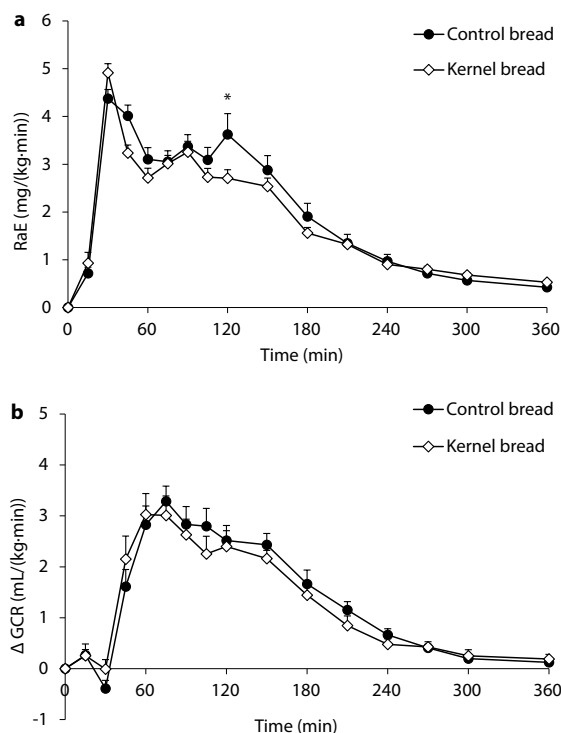 a
6
5
4
3
2
1
0
RaE (mg/(kg·min))
Control bread
Kernel bread
*
0 60 120 180 240 300 360
Time (min)
b
5
4
3
2
1
0
-1
Δ GCR (mL/(kg·min))
Control bread
Kernel bread
0 60 120 180 240 300 360
Time (min)